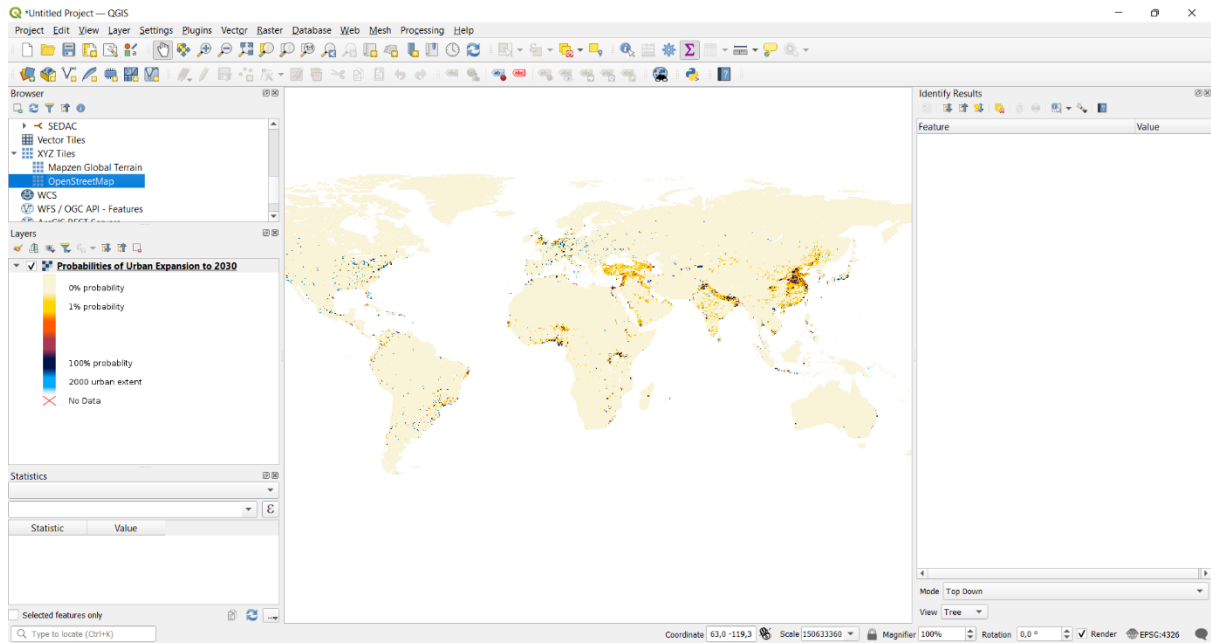 *Untitled Project — QGIS
Project Edit View Layer Settings Plugins Vector Raster Database Web Mesh Processing Help
Browser
SEDAC
Vector Tiles
XYZ Tiles
Mapzen Global Terrain
OpenStreetMap
WCS
WFS / OGC API - Features
Layers
Probabilities of Urban Expansion to 2030
0% probability
1% probability
100% probabliy
2000 urban extent
No Data
Statistics
Statistic Value
Selected features only
Identify Results
Feature Value
Mode Top Down
View Tree
Type to locate (Ctrl+K)
Coordinate 63,0 -119,3 Scale 150633360 Magnifier 100% Rotation 0,0 ° Render EPSG:4326